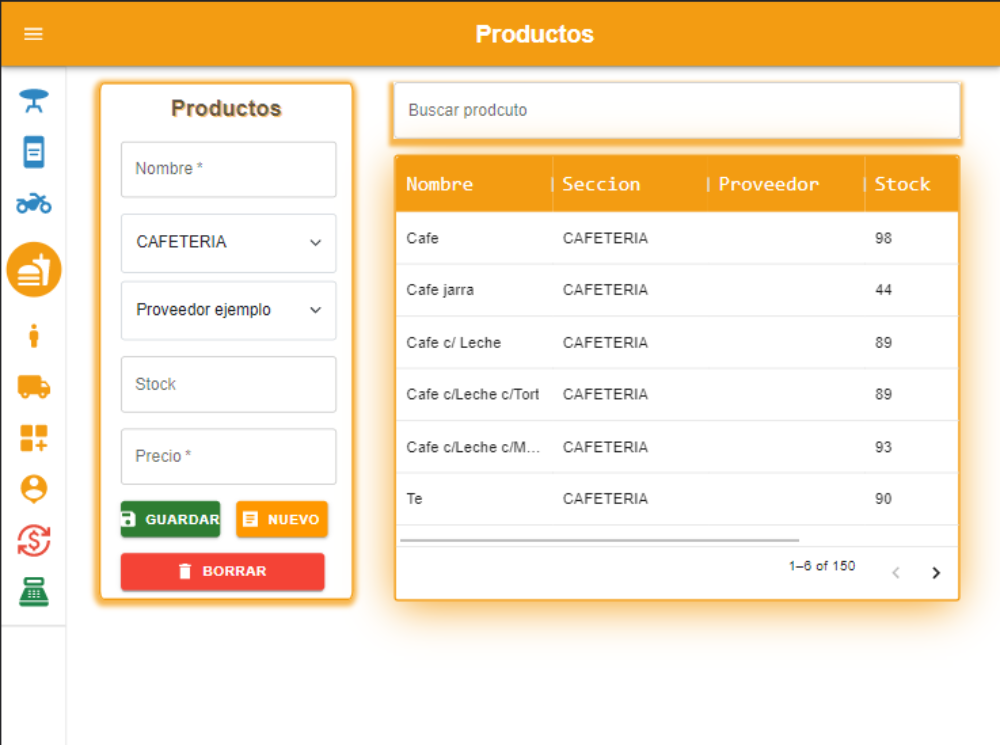 Productos
Productos
Nombre *
CAFETERIA
Proveedor ejemplo
Stock
Precio *
GUARDAR
NUEVO
BORRAR
Buscar prodcuto
Nombre Seccion Proveedor Stock
Cafe CAFETERIA 98
Cafe jarra CAFETERIA 44
Cafe c/ Leche CAFETERIA 89
Cafe c/Leche c/Tort CAFETERIA 89
Cafe c/Leche c/M... CAFETERIA 93
Te CAFETERIA 90
1–6 of 150